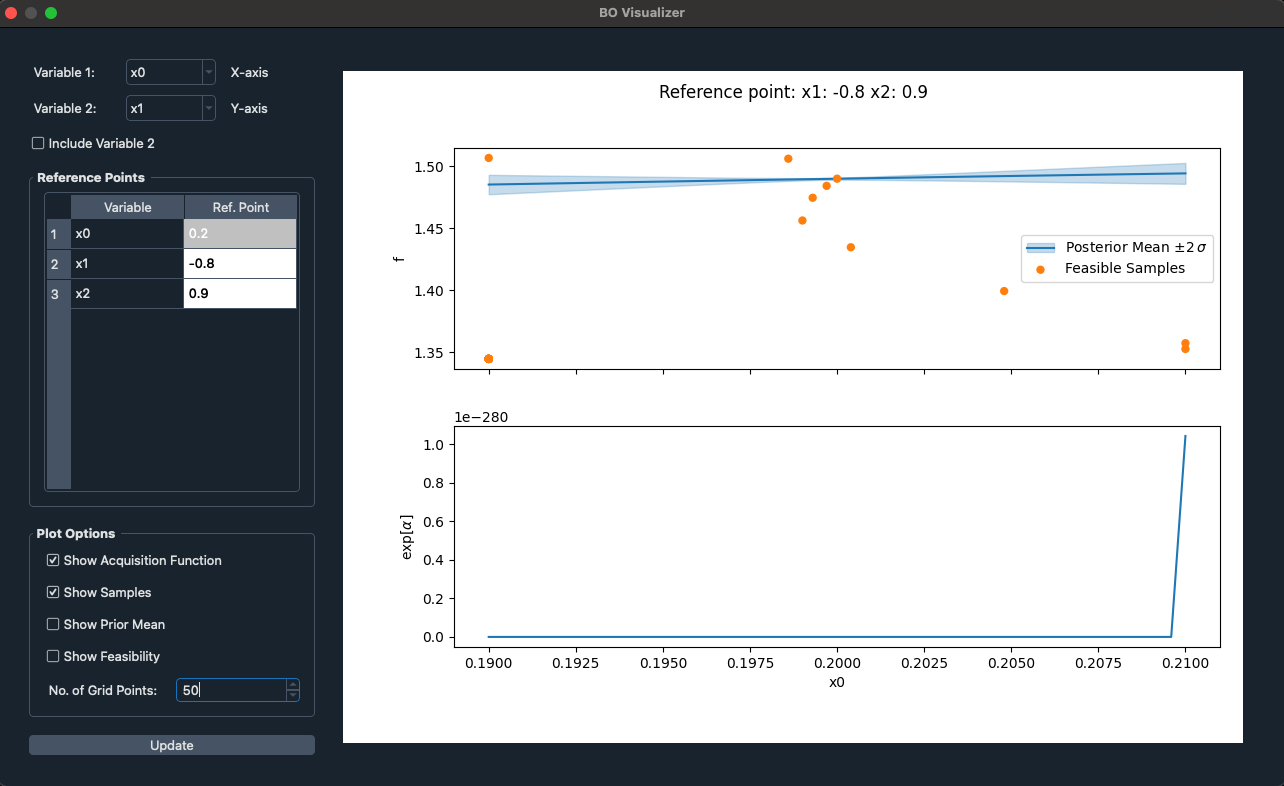 BO Visualizer
Variable 1: x0 X-axis
Variable 2: x1 Y-axis
Include Variable 2
Reference Points
Variable Ref. Point
1 x0 0.2
2 x1 -0.8
3 x2 0.9
Plot Options
Show Acquisition Function
Show Samples
Show Prior Mean
Show Feasibility
No. of Grid Points: 50
Update
Reference point: x1: -0.8 x2: 0.9
1.50
1.45
1.40
1.35
f
Posterior Mean ±2σ
Feasible Samples
1e−280
1.0
0.8
0.6
0.4
0.2
0.0
exp[α]
0.1900 0.1925 0.1950 0.1975 0.2000 0.2025 0.2050 0.2075 0.2100
x0